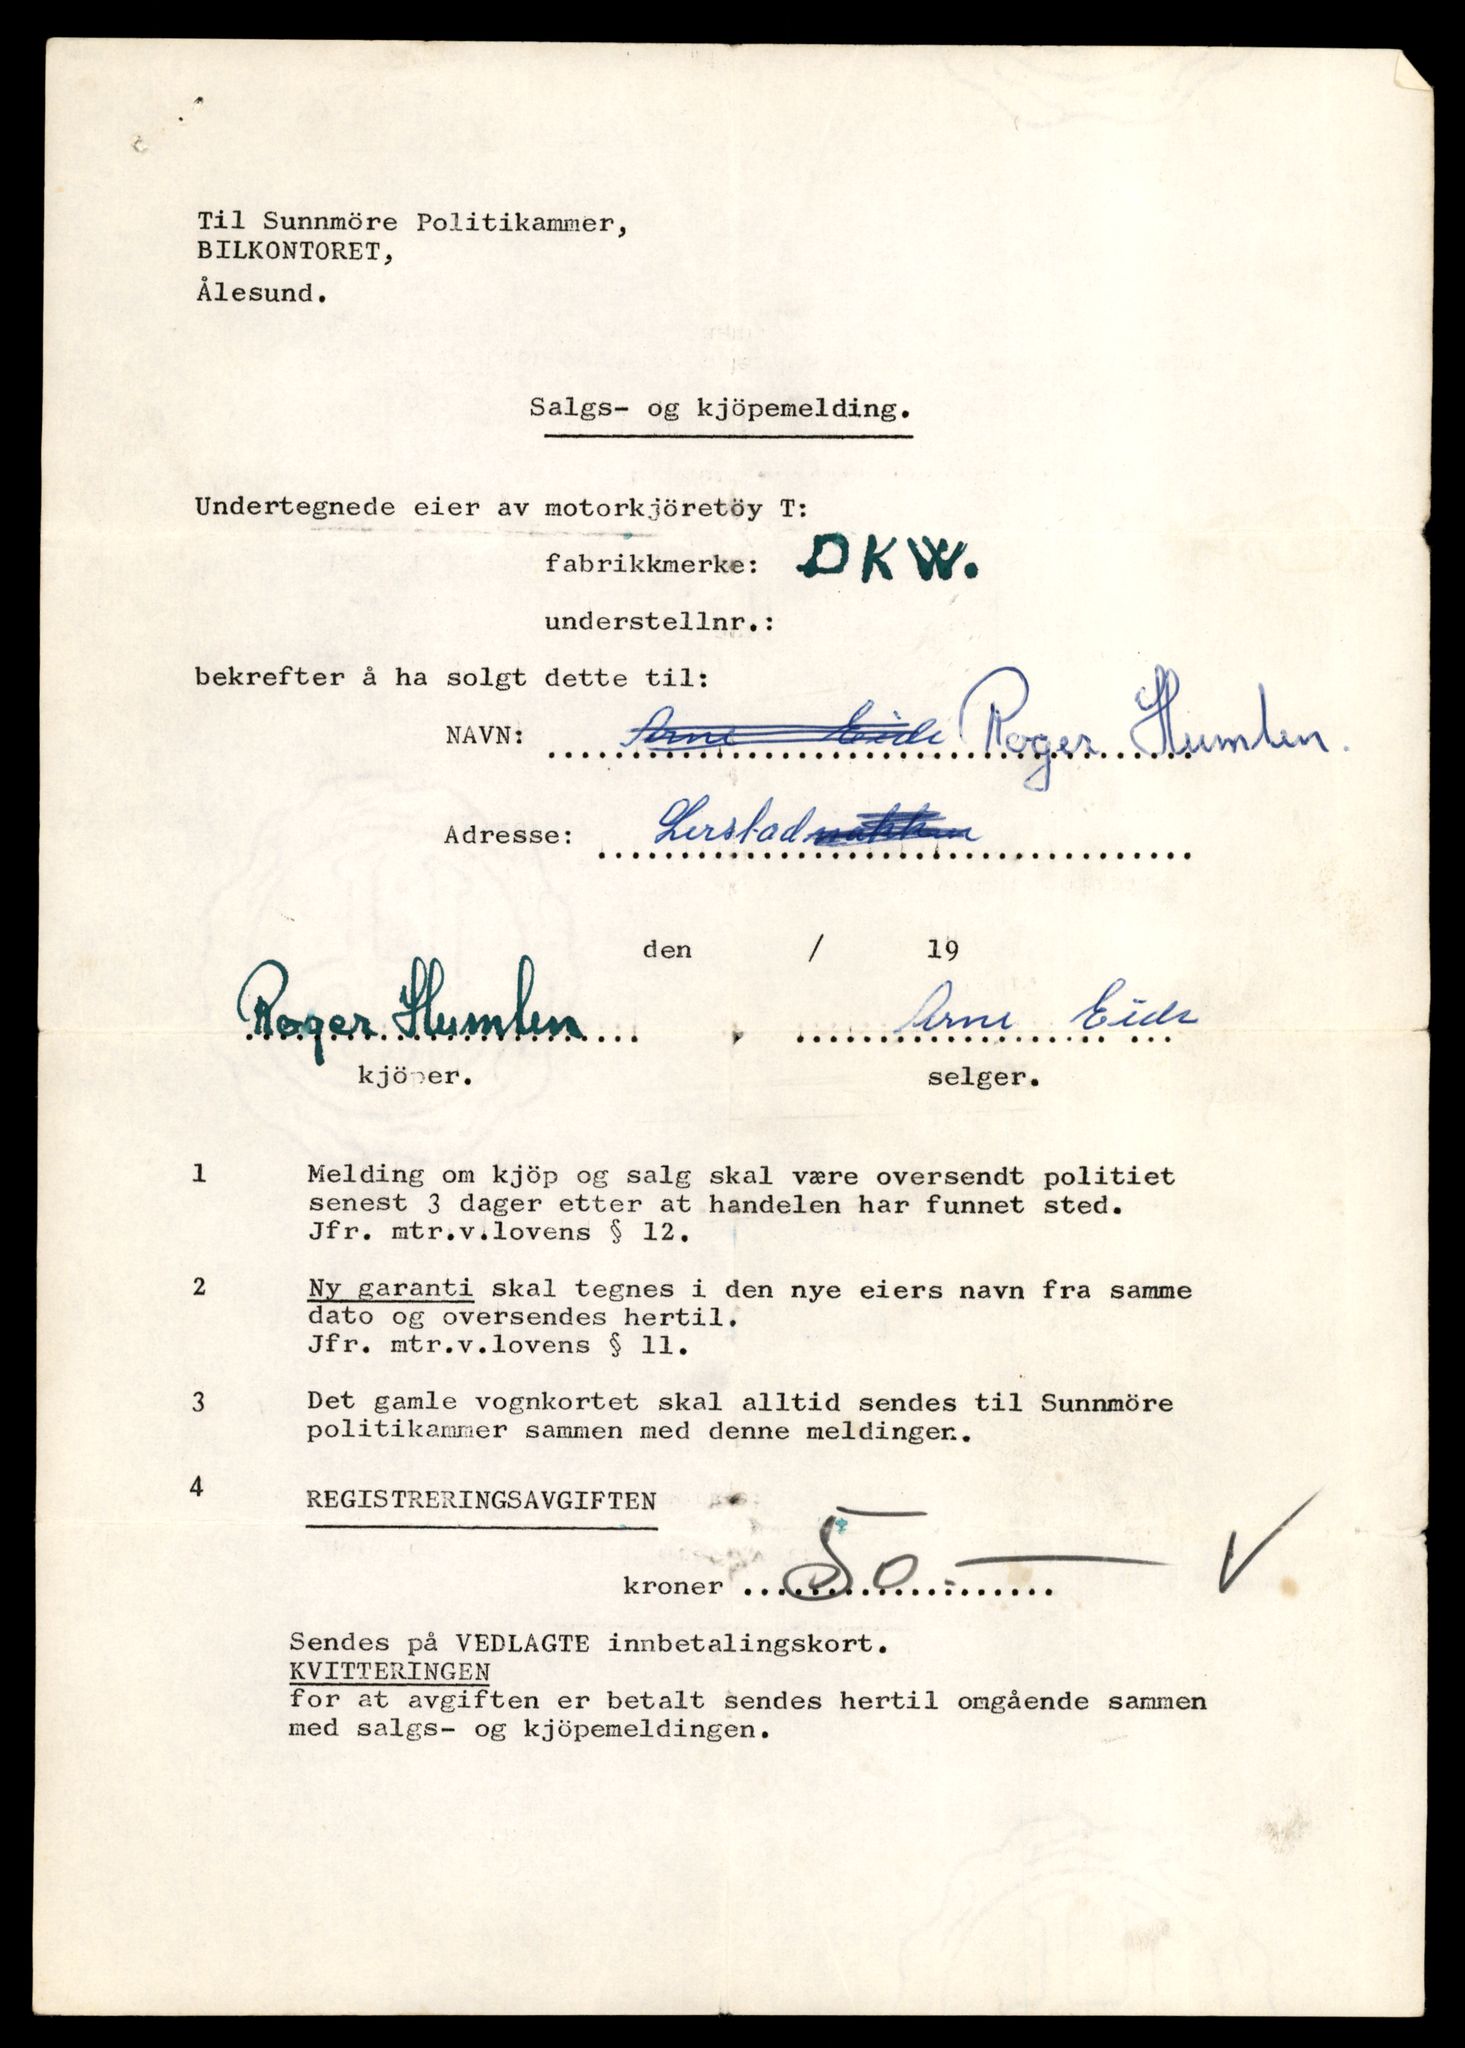 Til Sunnmöre Politikammer,
BILKONTORET,
Ålesund.
Salgs- og kjöpemelding.
Undertegnede eier av motorkjöretöy T:
fabrikkmerke: DKW.
understellnr.:
bekrefter å ha solgt dette til:
NAVN: Arne Eide Roger Humlen.
Adresse: Lerstad
den / 19
Roger Humlen Arne Eide
kjöper. selger.
1 Melding om kjöp og salg skal være oversendt politiet
senest 3 dager etter at handelen har funnet sted.
Jfr. mtr.v.lovens § 12.
2 Ny garanti skal tegnes i den nye eiers navn fra samme
dato og oversendes hertil.
Jfr. mtr.v.lovens § 11.
3 Det gamle vognkortet skal alltid sendes til Sunnmöre
politikammer sammen med denne meldingen.
4 REGISTRERINGSAVGIFTEN
kroner 50.—
Sendes på VEDLAGTE innbetalingskort.
KVITTERINGEN
for at avgiften er betalt sendes hertil omgående sammen
med salgs- og kjöpemeldingen.